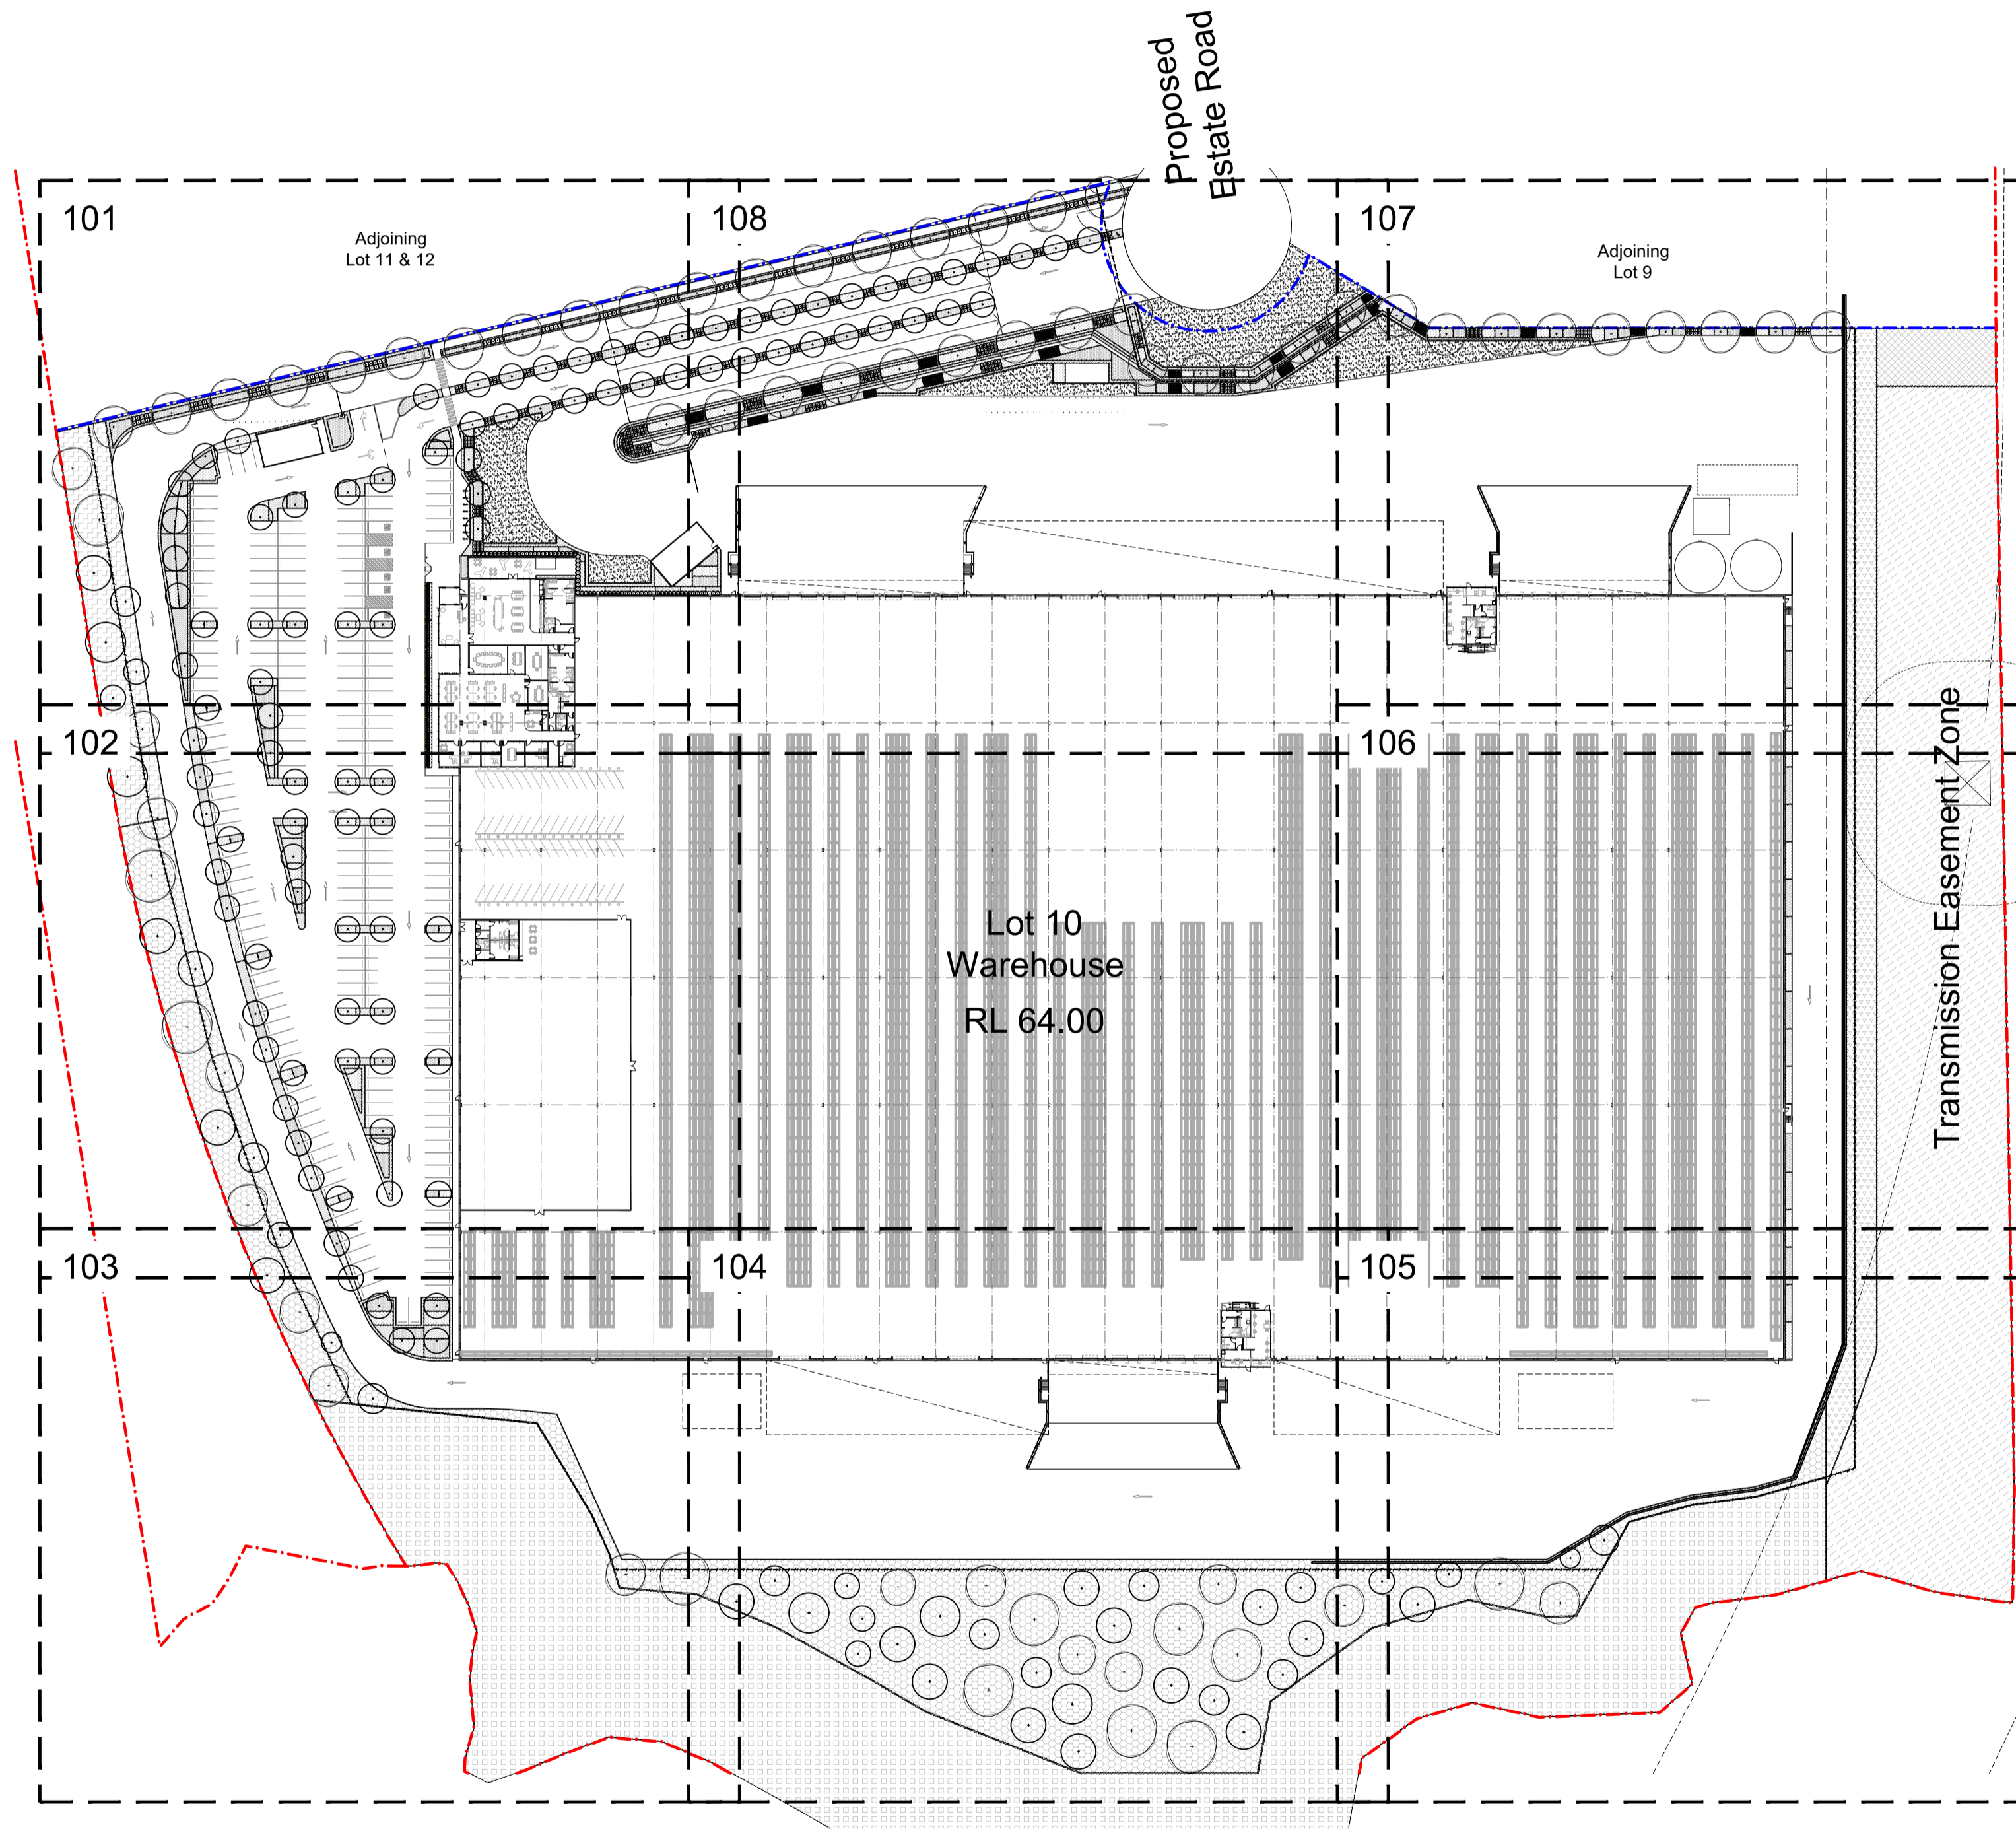 Proposed
Estate Road
101
108
107
Adjoining
Lot 11 & 12
Adjoining
Lot 9
102
106
Transmission Easement Zone
Lot 10
Warehouse
RL 64.00
103
104
105